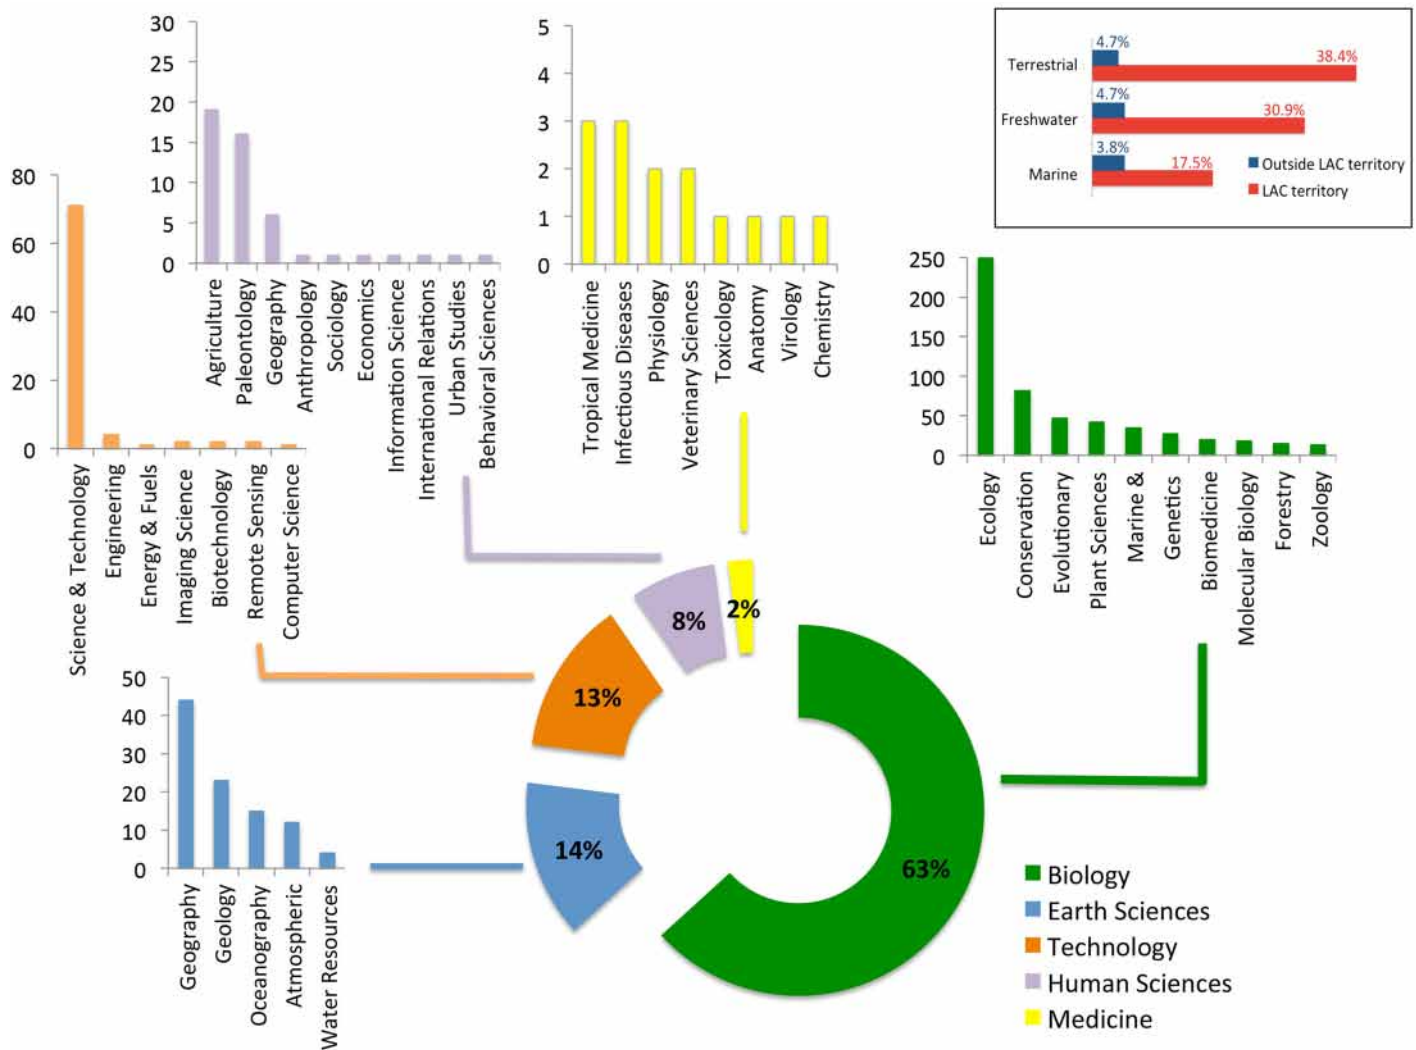 30
25
20
15
10
5
0
Agriculture
Paleontology
Geography
Anthropology
Sociology
Economics
Information Science
International Relations
Urban Studies
Behavioral Sciences
5
4
3
2
1
0
Tropical Medicine
Infectious Diseases
Physiology
Veterinary Sciences
Toxicology
Anatomy
Virology
Chemistry
4.7%
Terrestrial
38.4%
4.7%
Freshwater
30.9%
3.8%
Marine
17.5%
Outside LAC territory
LAC territory
80
60
40
20
0
Science & Technology
Engineering
Energy & Fuels
Imaging Science
Biotechnology
Remote Sensing
Computer Science
250
200
150
100
50
0
Ecology
Conservation
Evolutionary
Plant Sciences
Marine &
Genetics
Biomedicine
Molecular Biology
Forestry
Zoology
50
40
30
20
10
0
Geography
Geology
Oceanography
Atmospheric
Water Resources
2%
8%
13%
14%
63%
Biology
Earth Sciences
Technology
Human Sciences
Medicine